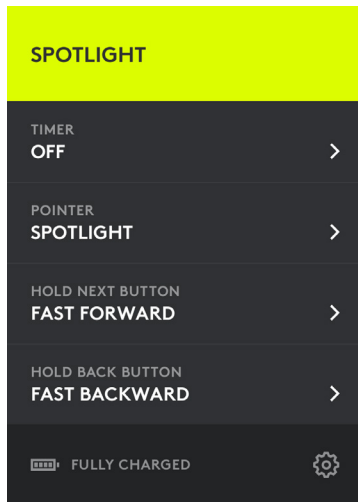 SPOTLIGHT
TIMER
OFF
POINTER
SPOTLIGHT
HOLD NEXT BUTTON
FAST FORWARD
HOLD BACK BUTTON
FAST BACKWARD
FULLY CHARGED